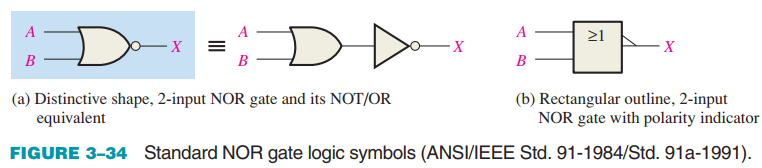 A
B
X
≡
A
B
X
A
B
≥1
X
(a) Distinctive shape, 2-input NOR gate and its NOT/OR
equivalent
(b) Rectangular outline, 2-input
NOR gate with polarity indicator
FIGURE 3–34 Standard NOR gate logic symbols (ANSI/IEEE Std. 91-1984/Std. 91a-1991).